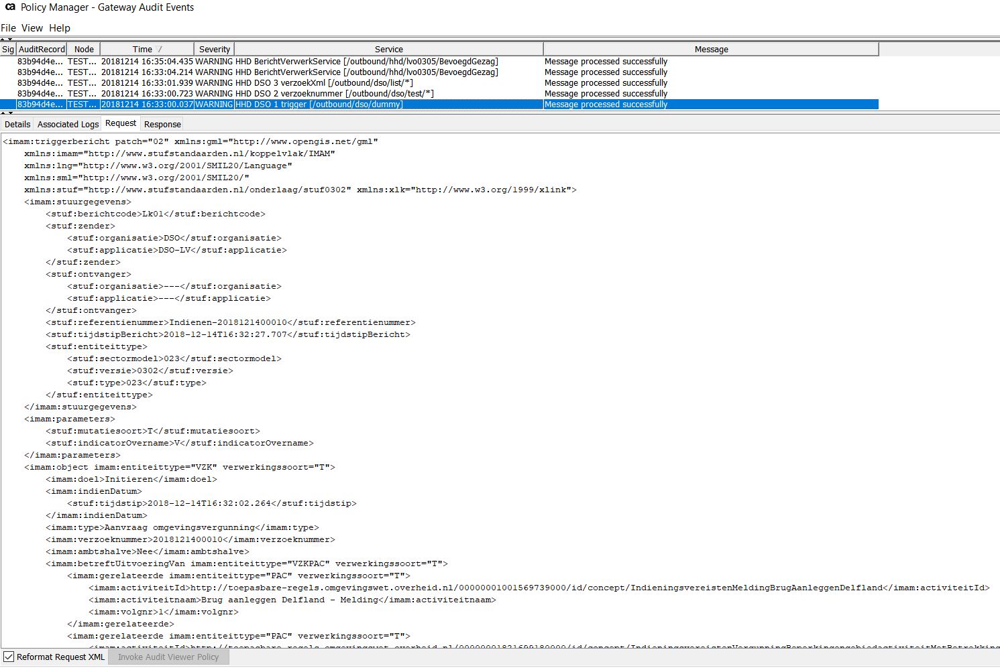 ca Policy Manager - Gateway Audit Events
File View Help
Sig AuditRecord Node Time Severity Service Message
83b94d4e... TEST... 20181214 16:35:04.435 WARNING HHD BerichtVerwerkService [/outbound/hhd/lvo0305/BevoegdGezag] Message processed successfully
83b94d4e... TEST... 20181214 16:33:04.214 WARNING HHD BerichtVerwerkService [/outbound/hhd/lvo0305/BevoegdGezag] Message processed successfully
83b94d4e... TEST... 20181214 16:33:01.939 WARNING HHD DSO 3 verzoekXml [/outbound/dso/list/*] Message processed successfully
83b94d4e... TEST... 20181214 16:33:00.723 WARNING HHD DSO 2 verzoeknummer [/outbound/dso/test/*] Message processed successfully
83b94d4e... TEST... 20181214 16:33:00.037 WARNING HHD DSO 1 trigger [/outbound/dso/dummy] Message processed successfully
Details Associated Logs Request Response
<imam:triggerbericht patch="02" xmlns:gml="http://www.opengis.net/gml"
xmlns:imam="http://www.stufstandaarden.nl/koppelvlak/IMAM"
xmlns:lng="http://www.w3.org/2001/SMIL20/Language"
xmlns:sml="http://www.w3.org/2001/SMIL20/"
xmlns:stuf="http://www.stufstandaarden.nl/onderlaag/stuf0302" xmlns:xlk="http://www.w3.org/1999/xlink">
<imam:stuurgegevens>
<stuf:berichtcode>Lk01</stuf:berichtcode>
<stuf:zender>
<stuf:organisatie>DSO</stuf:organisatie>
<stuf:applicatie>DSO-LV</stuf:applicatie>
</stuf:zender>
<stuf:ontvanger>
<stuf:organisatie>---</stuf:organisatie>
<stuf:applicatie>---</stuf:applicatie>
</stuf:ontvanger>
<stuf:referentienummer>Indienen-2018121400010</stuf:referentienummer>
<stuf:tijdstipBericht>2018-12-14T16:32:27.707</stuf:tijdstipBericht>
<stuf:entiteittype>
<stuf:sectormodel>023</stuf:sectormodel>
<stuf:versie>0302</stuf:versie>
<stuf:type>023</stuf:type>
</stuf:entiteittype>
</imam:stuurgegevens>
<imam:parameters>
<stuf:mutatiesoort>T</stuf:mutatiesoort>
<stuf:indicatorOvername>V</stuf:indicatorOvername>
</imam:parameters>
<imam:object imam:entiteittype="VZK" verwerkingssoort="T">
<imam:doel>Initieren</imam:doel>
<imam:indienDatum>
<stuf:tijdstip>2018-12-14T16:32:02.264</stuf:tijdstip>
</imam:indienDatum>
<imam:type>Aanvraag omgevingsvergunning</imam:type>
<imam:verzoeknummer>2018121400010</imam:verzoeknummer>
<imam:ambtshalve>Nee</imam:ambtshalve>
<imam:betreftUitvoeringVan imam:entiteittype="VZKPAC" verwerkingssoort="T">
<imam:gerelateerde imam:entiteittype="PAC" verwerkingssoort="T">
<imam:activiteitId>http://toepasbare-regels.omgevingswet.overheid.nl/00000001001569739000/id/concept/IndieningsvereistenMeldingBrugAanleggenDelfland</imam:activiteitId>
<imam:activiteitnaam>Brug aanleggen Delfland - Melding</imam:activiteitnaam>
<imam:volgnr>1</imam:volgnr>
</imam:gerelateerde>
<imam:gerelateerde imam:entiteittype="PAC" verwerkingssoort="T">
<imam:activiteitId>http://toepasbare-regels.omgevingswet.overheid.nl/00000001821699180000/id/concept/IndieningsvereistenVergunningBeperkingengebiedactiviteitMetBetrekking
Reformat Request XML Invoke Audit Viewer Policy